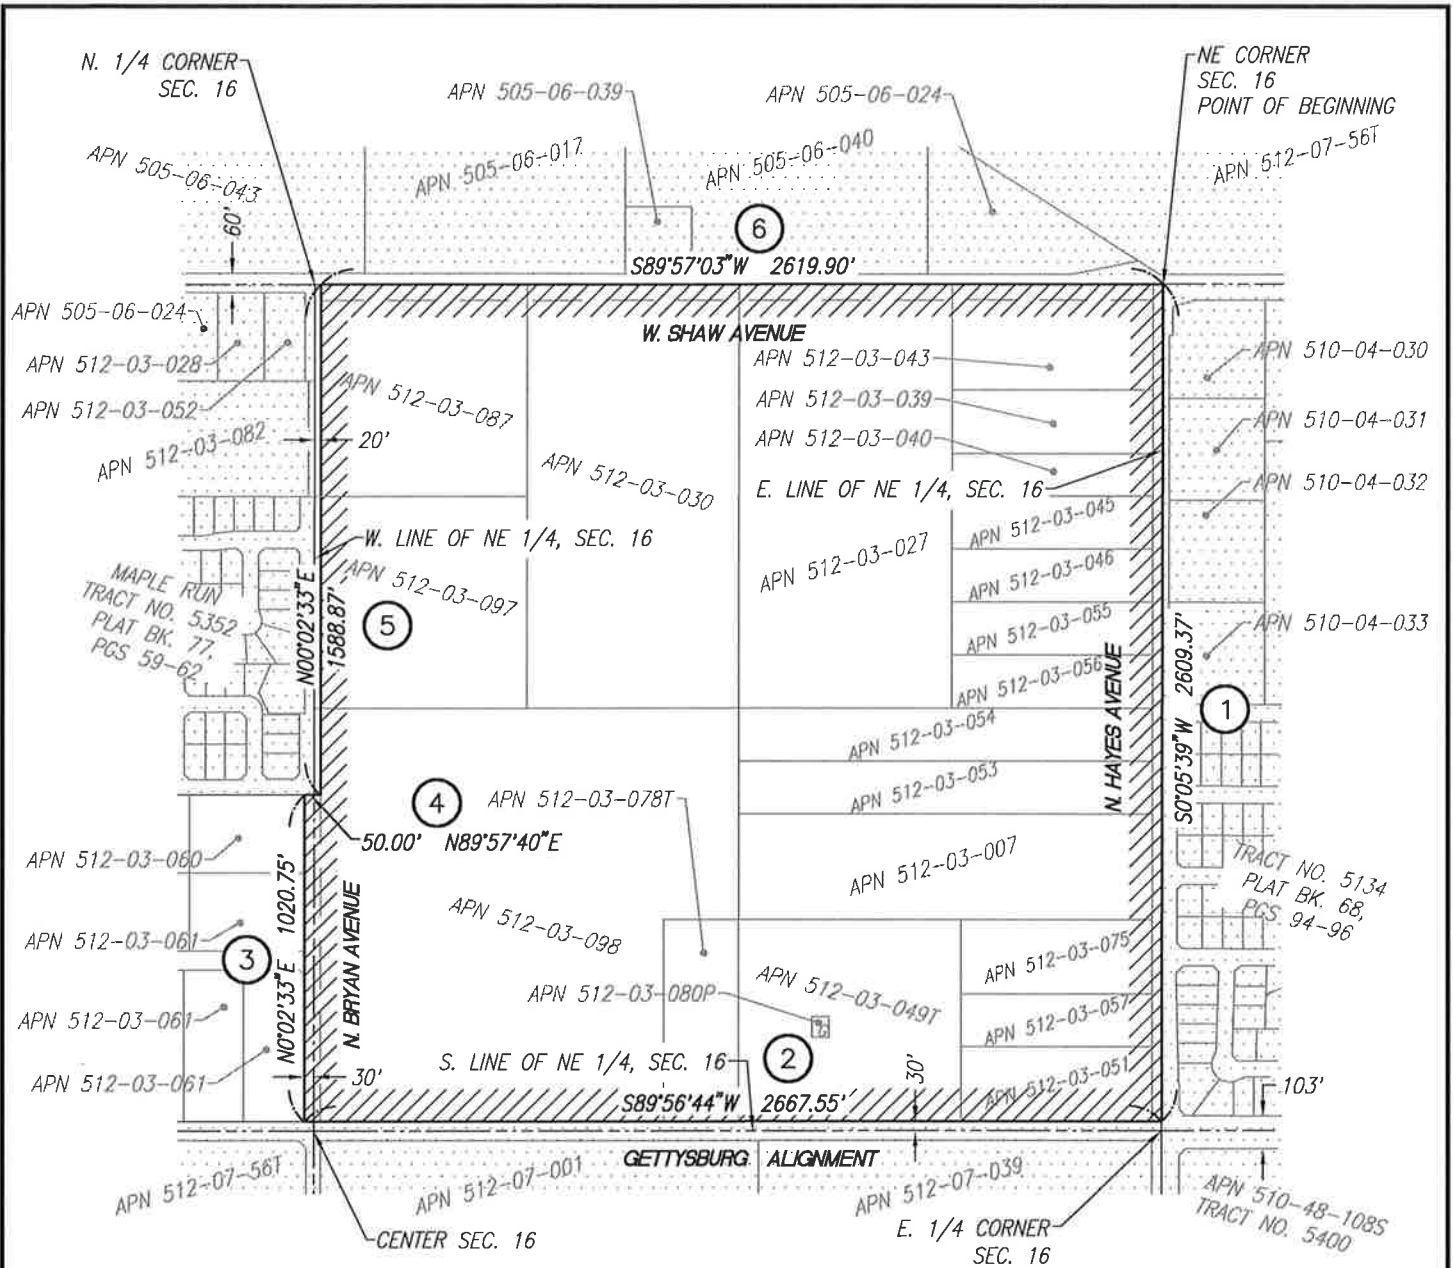 N. 1/4 CORNER
SEC. 16
NE CORNER
SEC. 16
POINT OF BEGINNING
APN 505-06-039
APN 505-06-024
APN 505-06-043
APN 505-06-017
APN 505-06-040
APN 512-07-56T
60'
6
S89°57'03"W 2619.90'
W. SHAW AVENUE
APN 505-06-024
APN 512-03-028
APN 512-03-052
APN 512-03-082
20'
APN 512-03-087
APN 512-03-030
APN 512-03-043
APN 512-03-039
APN 512-03-040
E. LINE OF NE 1/4, SEC. 16
APN 510-04-030
APN 510-04-031
APN 510-04-032
APN 510-04-033
W. LINE OF NE 1/4, SEC. 16
APN 512-03-097
APN 512-03-027
APN 512-03-045
APN 512-03-046
APN 512-03-055
APN 512-03-056
MAPLE RUN
TRACT NO. 5352
PLAT BK. 77,
PGS 59-62
N00°02'33"E
1588.87'
5
N. HAYES AVENUE
S0°05'39"W 2609.37'
1
APN 512-03-054
APN 512-03-053
4
APN 512-03-078T
50.00' N89°57'40"E
APN 512-03-007
APN 512-03-060
APN 512-03-061
3
APN 512-03-061
APN 512-03-061
N0°02'33"E 1020.75'
N. BRYAN AVENUE
APN 512-03-098
TRACT NO. 5134
PLAT BK. 68,
PGS 94-96
APN 512-03-080P
APN 512-03-049T
APN 512-03-075
APN 512-03-057
APN 512-03-051
S. LINE OF NE 1/4, SEC. 16
2
30'
30'
103'
S89°56'44"W 2667.55'
GETTYSBURG ALIGNMENT
APN 512-07-56T
APN 512-07-001
APN 512-07-039
APN 510-48-108S
TRACT NO. 5400
CENTER SEC. 16
E. 1/4 CORNER
SEC. 16